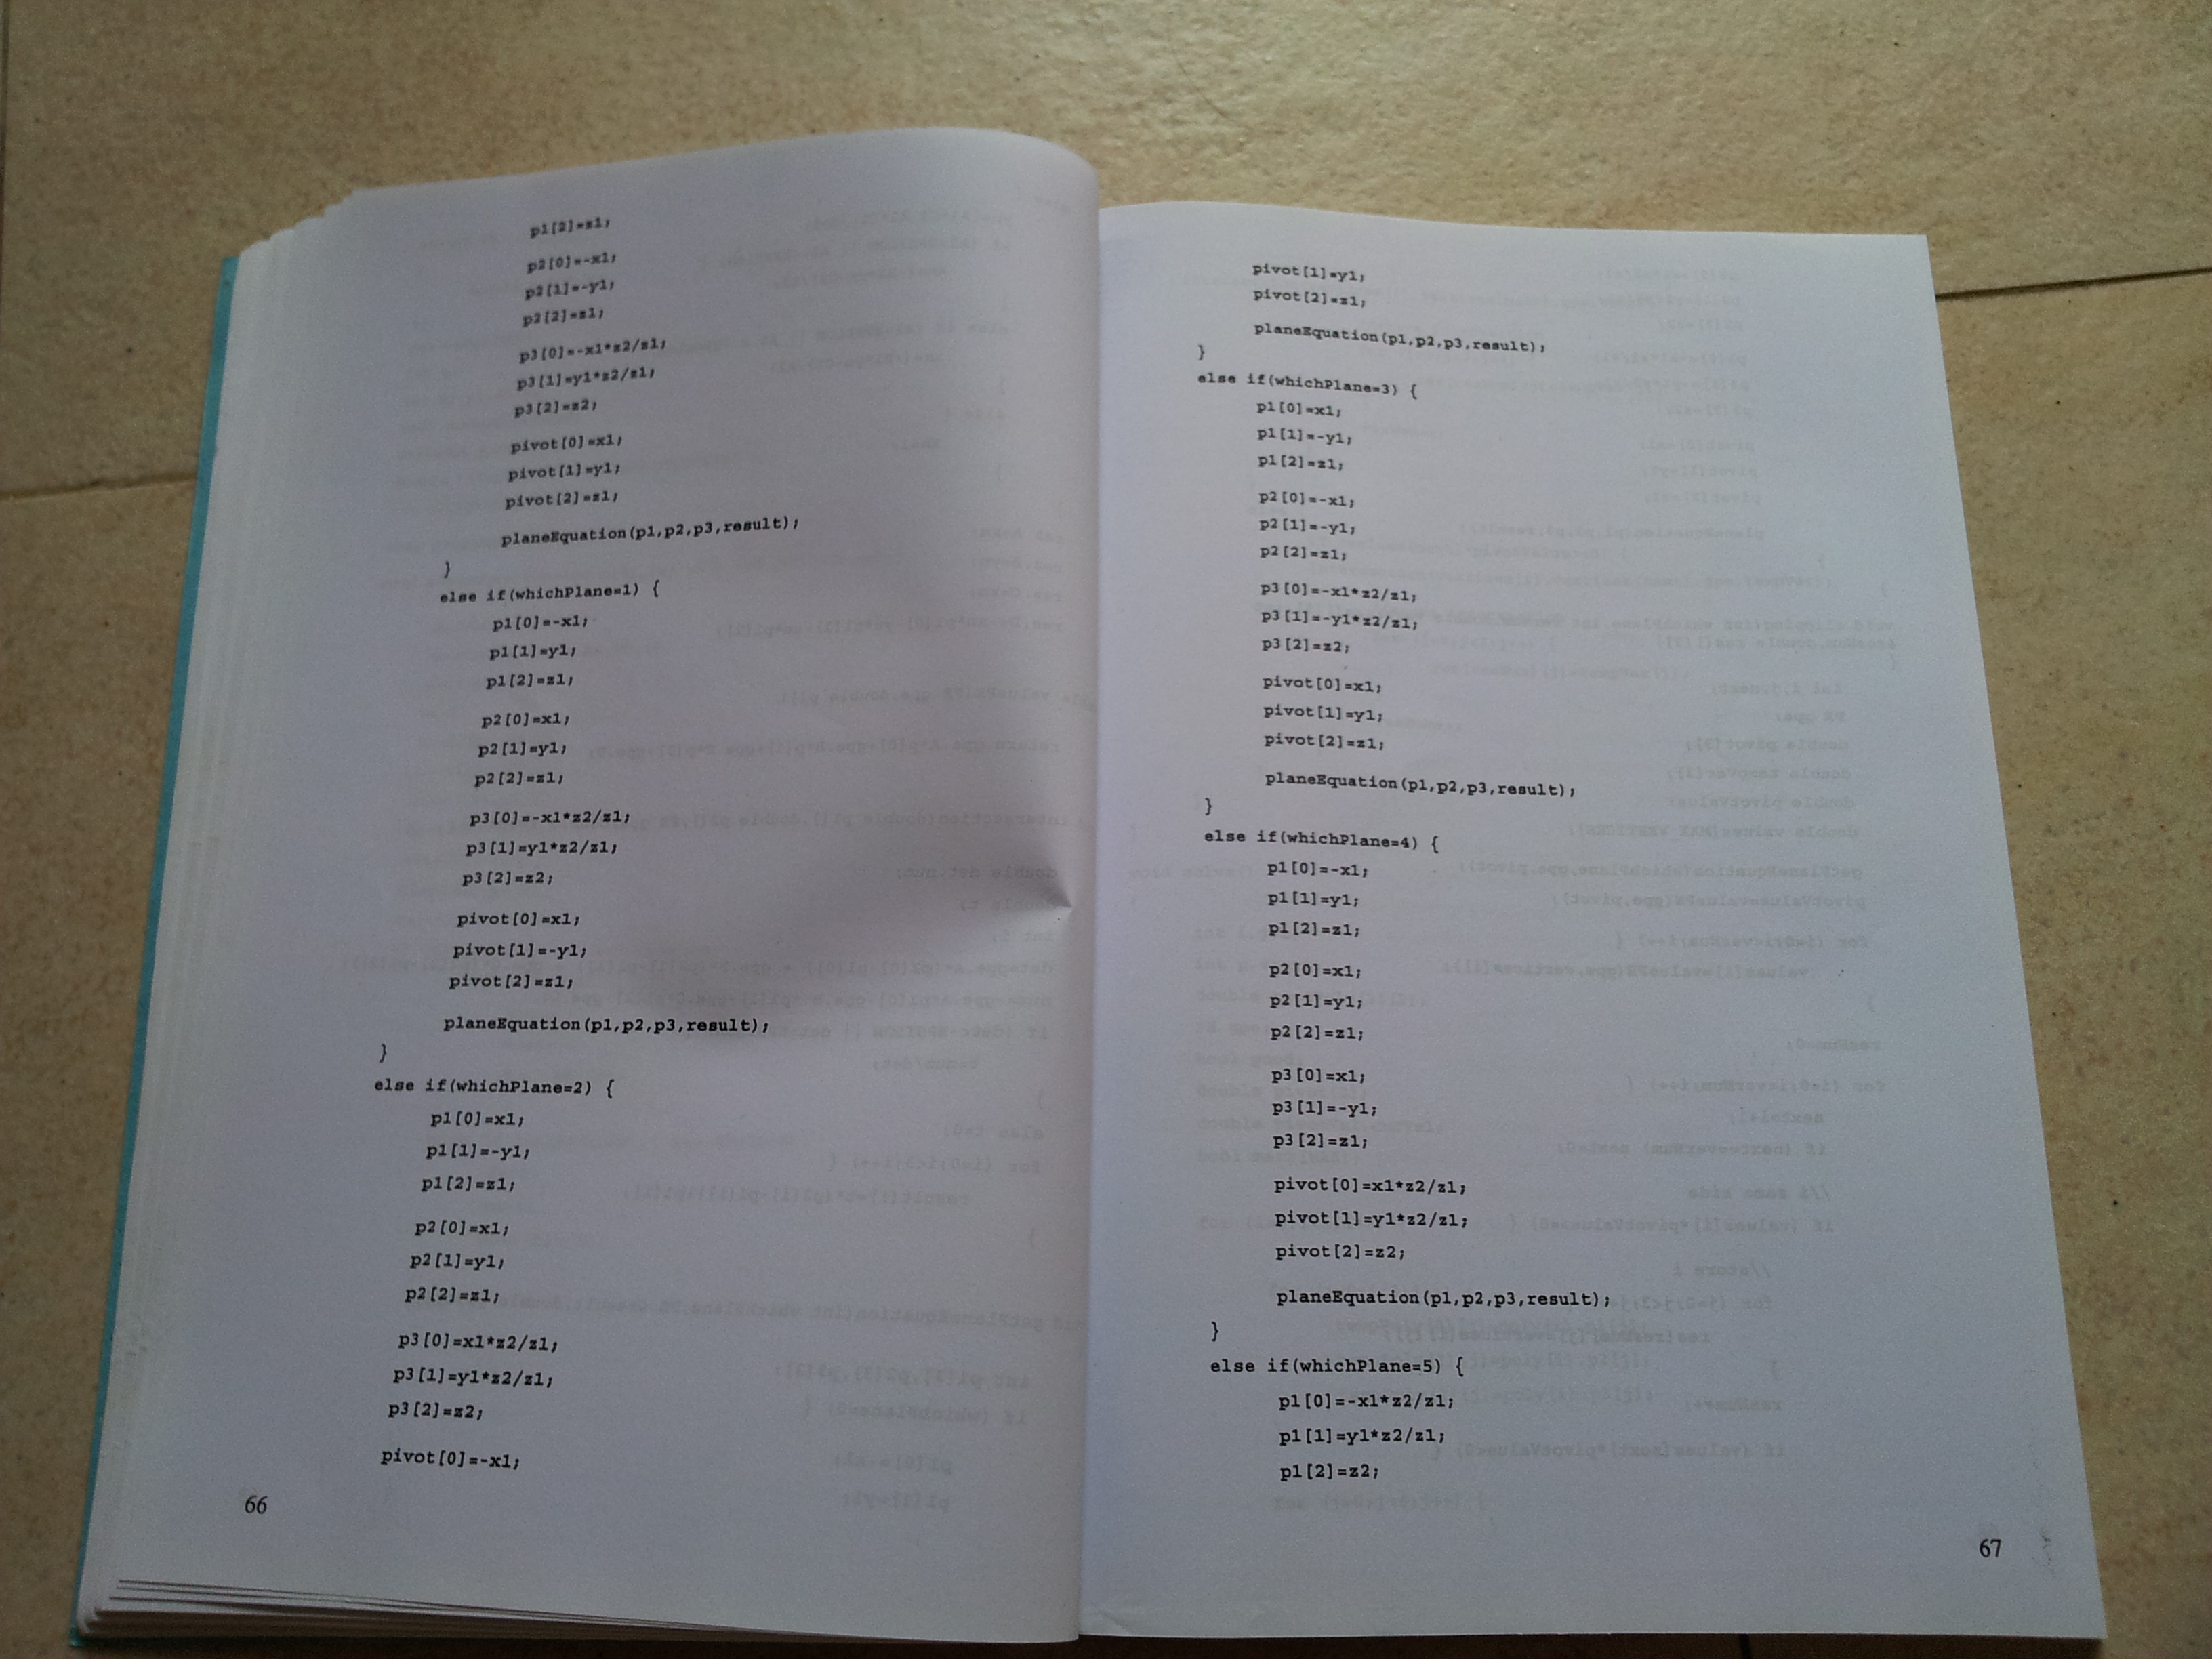 p1[2]=z1;
p2[0]=-x1;
p2[1]=-y1;
p2[2]=z1;
p3[0]=-x1*z2/z1;
p3[1]=y1*z2/z1;
p3[2]=z2;
pivot[0]=x1;
pivot[1]=y1;
pivot[2]=z1;
planeEquation(p1,p2,p3,result);
}
else if(whichPlane=1) {
p1[0]=-x1;
p1[1]=y1;
p1[2]=z1;
p2[0]=x1;
p2[1]=y1;
p2[2]=z1;
p3[0]=-x1*z2/z1;
p3[1]=y1*z2/z1;
p3[2]=z2;
pivot[0]=x1;
pivot[1]=-y1;
pivot[2]=z1;
planeEquation(p1,p2,p3,result);
}
else if(whichPlane=2) {
p1[0]=x1;
p1[1]=-y1;
p1[2]=z1;
p2[0]=x1;
p2[1]=y1;
p2[2]=z1;
p3[0]=x1*z2/z1;
p3[1]=y1*z2/z1;
p3[2]=z2;
pivot[0]=-x1;
66
pivot[1]=y1;
pivot[2]=z1;
planeEquation(p1,p2,p3,result);
}
else if(whichPlane=3) {
p1[0]=x1;
p1[1]=-y1;
p1[2]=z1;
p2[0]=-x1;
p2[1]=-y1;
p2[2]=z1;
p3[0]=-x1*z2/z1;
p3[1]=-y1*z2/z1;
p3[2]=z2;
pivot[0]=x1;
pivot[1]=y1;
pivot[2]=z1;
planeEquation(p1,p2,p3,result);
}
else if(whichPlane=4) {
p1[0]=-x1;
p1[1]=y1;
p1[2]=z1;
p2[0]=x1;
p2[1]=y1;
p2[2]=z1;
p3[0]=x1;
p3[1]=-y1;
p3[2]=z1;
pivot[0]=x1*z2/z1;
pivot[1]=y1*z2/z1;
pivot[2]=z2;
planeEquation(p1,p2,p3,result);
}
else if(whichPlane=5) {
p1[0]=-x1*z2/z1;
p1[1]=y1*z2/z1;
p1[2]=z2;
67